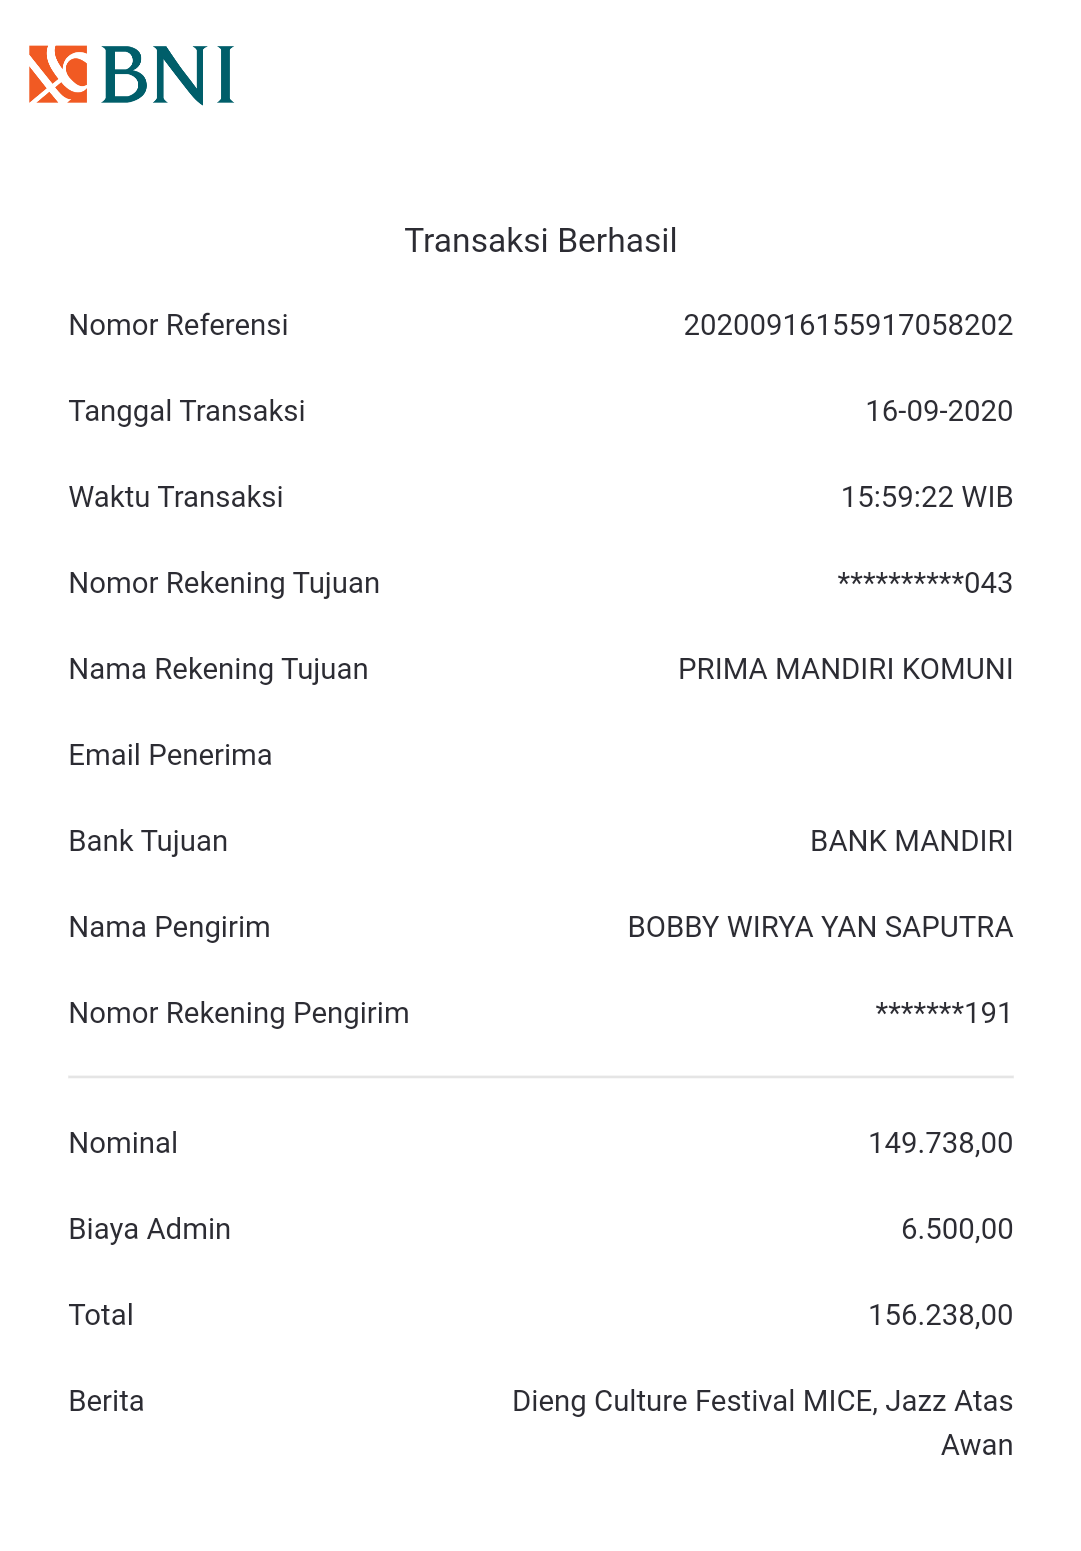 BNI
Transaksi Berhasil
Nomor Referensi 20200916155917058202
Tanggal Transaksi 16-09-2020
Waktu Transaksi 15:59:22 WIB
Nomor Rekening Tujuan **********043
Nama Rekening Tujuan PRIMA MANDIRI KOMUNI
Email Penerima
Bank Tujuan BANK MANDIRI
Nama Pengirim BOBBY WIRYA YAN SAPUTRA
Nomor Rekening Pengirim *******191
Nominal 149.738,00
Biaya Admin 6.500,00
Total 156.238,00
Berita Dieng Culture Festival MICE, Jazz Atas
Awan